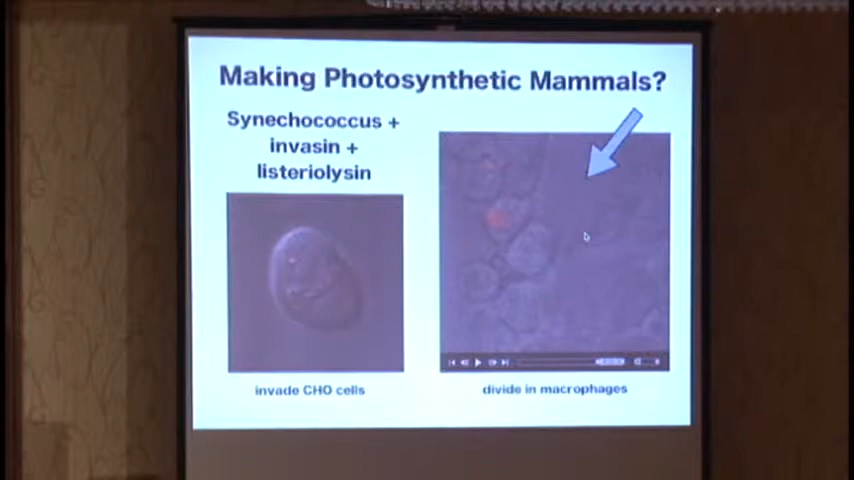 Making Photosynthetic Mammals?
Synechococcus +
invasin +
listeriolysin
invade CHO cells
divide in macrophages